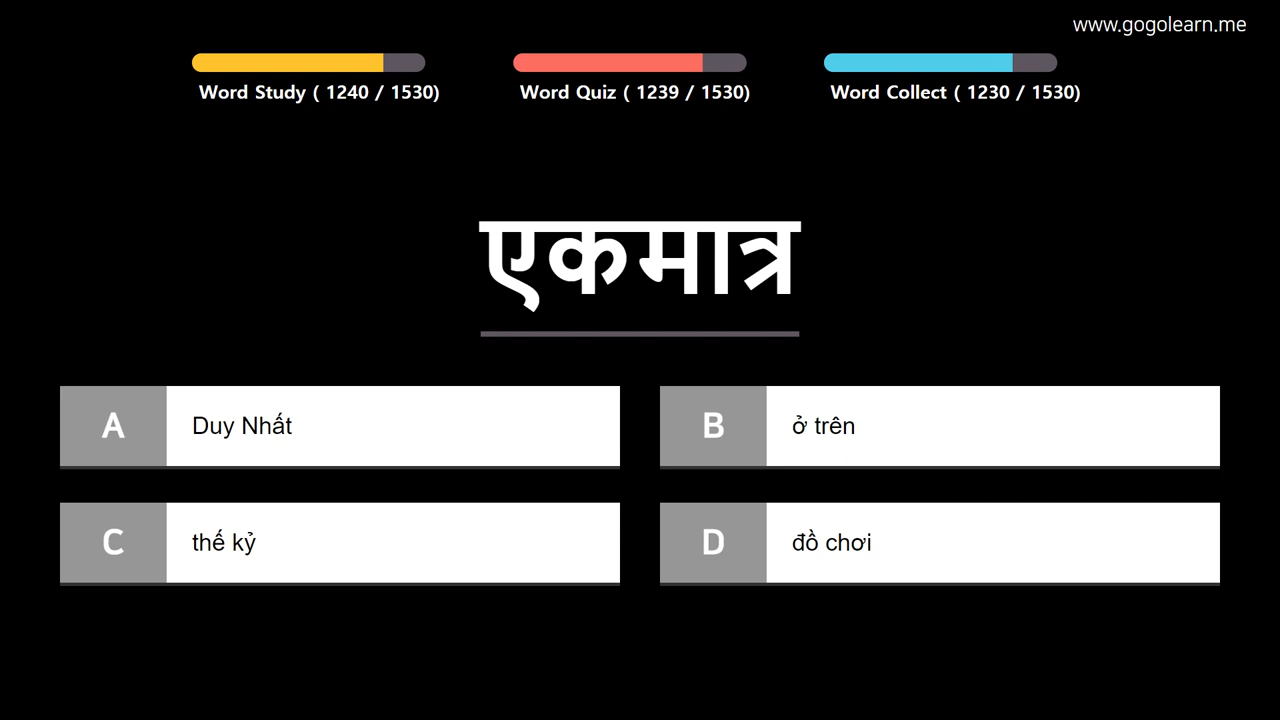 www.gogolearn.me
Word Study ( 1240 / 1530)
Word Quiz ( 1239 / 1530)
Word Collect ( 1230 / 1530)
एकमात्र
A Duy Nhất
B ở trên
C thế kỷ
D đồ chơi